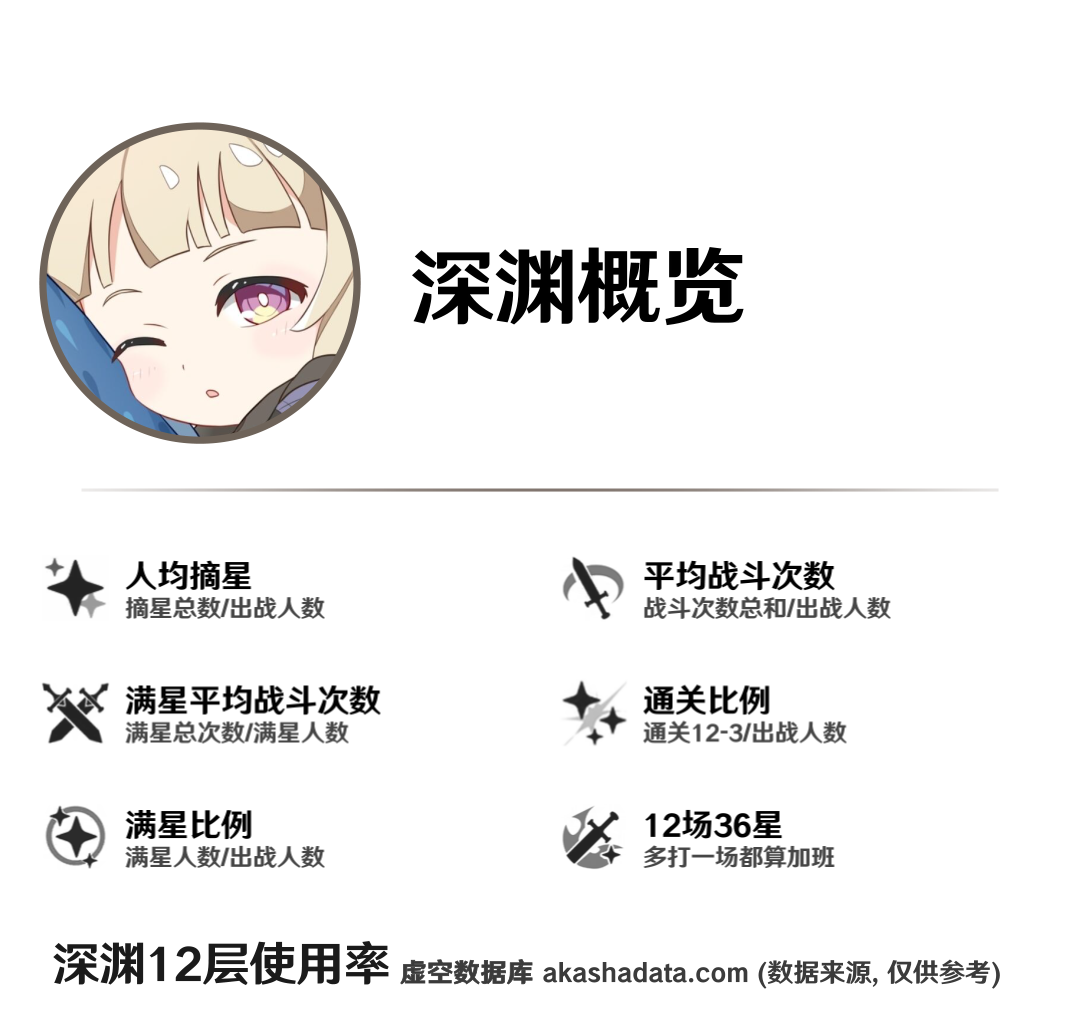 深渊概览
人均摘星
摘星总数/出战人数
平均战斗次数
战斗次数总和/出战人数
满星平均战斗次数
满星总次数/满星人数
通关比例
通关12-3/出战人数
满星比例
满星人数/出战人数
12场36星
多打一场都算加班
深渊12层使用率 虚空数据库 akashadata.com (数据来源, 仅供参考)